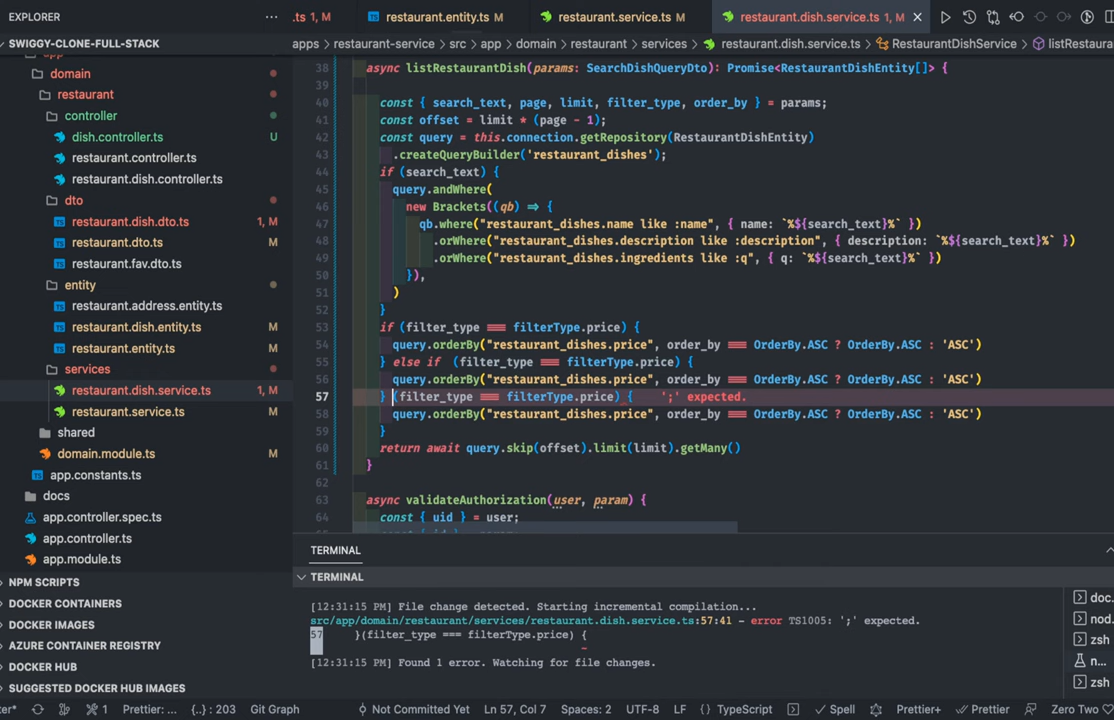 EXPLORER
...
.ts 1, M
restaurant.entity.ts M
restaurant.service.ts M
restaurant.dish.service.ts 1, M
SWIGGY-CLONE-FULL-STACK
apps > restaurant-service > src > app > domain > restaurant > services > restaurant.dish.service.ts > RestaurantDishService > listRestaura
domain
restaurant
controller
dish.controller.ts U
restaurant.controller.ts
restaurant.dish.controller.ts
dto
restaurant.dish.dto.ts 1, M
restaurant.dto.ts M
restaurant.fav.dto.ts
entity
restaurant.address.entity.ts
restaurant.dish.entity.ts M
restaurant.entity.ts M
services
restaurant.dish.service.ts 1, M
restaurant.service.ts M
shared
domain.module.ts M
app.constants.ts
docs
app.controller.spec.ts
app.controller.ts
app.module.ts
NPM SCRIPTS
DOCKER CONTAINERS
DOCKER IMAGES
AZURE CONTAINER REGISTRY
DOCKER HUB
SUGGESTED DOCKER HUB IMAGES
38 async listRestaurantDish(params: SearchDishQueryDto): Promise<RestaurantDishEntity[]> {
39
40 const { search_text, page, limit, filter_type, order_by } = params;
41 const offset = limit * (page - 1);
42 const query = this.connection.getRepository(RestaurantDishEntity)
43 .createQueryBuilder('restaurant_dishes');
44 if (search_text) {
45 query.andWhere(
46 new Brackets((qb) => {
47 qb.where("restaurant_dishes.name like :name", { name: `%${search_text}%` })
48 .orWhere("restaurant_dishes.description like :description", { description: `%${search_text}%` })
49 .orWhere("restaurant_dishes.ingredients like :q", { q: `%${search_text}%` })
50 }),
51 )
52 }
53 if (filter_type === filterType.price) {
54 query.orderBy("restaurant_dishes.price", order_by === OrderBy.ASC ? OrderBy.ASC : 'ASC')
55 } else if (filter_type === filterType.price) {
56 query.orderBy("restaurant_dishes.price", order_by === OrderBy.ASC ? OrderBy.ASC : 'ASC')
57 } (filter_type === filterType.price) { ';' expected.
58 query.orderBy("restaurant_dishes.price", order_by === OrderBy.ASC ? OrderBy.ASC : 'ASC')
59 }
60 return await query.skip(offset).limit(limit).getMany()
61 }
62
63 async validateAuthorization(user, param) {
64 const { uid } = user;
TERMINAL
TERMINAL
[12:31:15 PM] File change detected. Starting incremental compilation...
src/app/domain/restaurant/services/restaurant.dish.service.ts:57:41 - error TS1005: ';' expected.
57 }(filter_type === filterType.price) {
~
[12:31:15 PM] Found 1 error. Watching for file changes.
doc.
nod.
zsh
n...
zsh
ter* 1 Prettier: ... {..} : 203 Git Graph Not Committed Yet Ln 57, Col 7 Spaces: 2 UTF-8 LF {} TypeScript Spell Prettier+ Prettier Zero Two